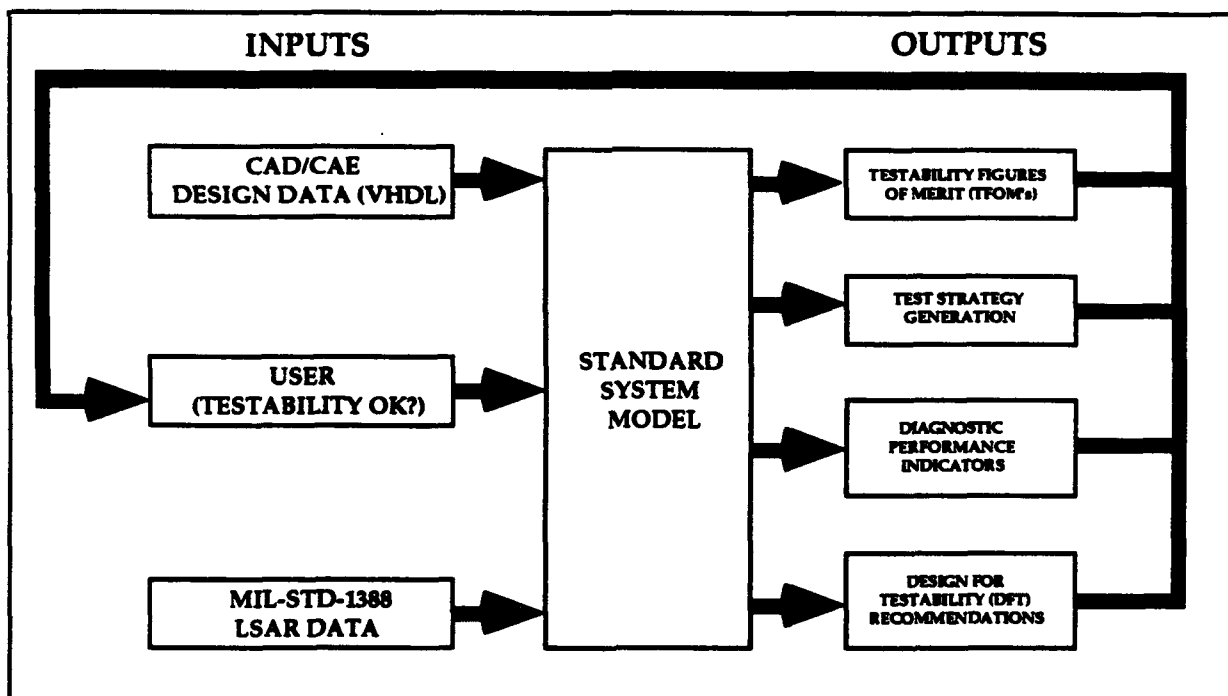 INPUTS
OUTPUTS
CAD/CAE
DESIGN DATA (VHDL)
USER
(TESTABILITY OK?)
MIL-STD-1388
LSAR DATA
STANDARD
SYSTEM
MODEL
TESTABILITY FIGURES
OF MERIT (TFOM's)
TEST STRATEGY
GENERATION
DIAGNOSTIC
PERFORMANCE
INDICATORS
DESIGN FOR
TESTABILITY (DFT)
RECOMMENDATIONS